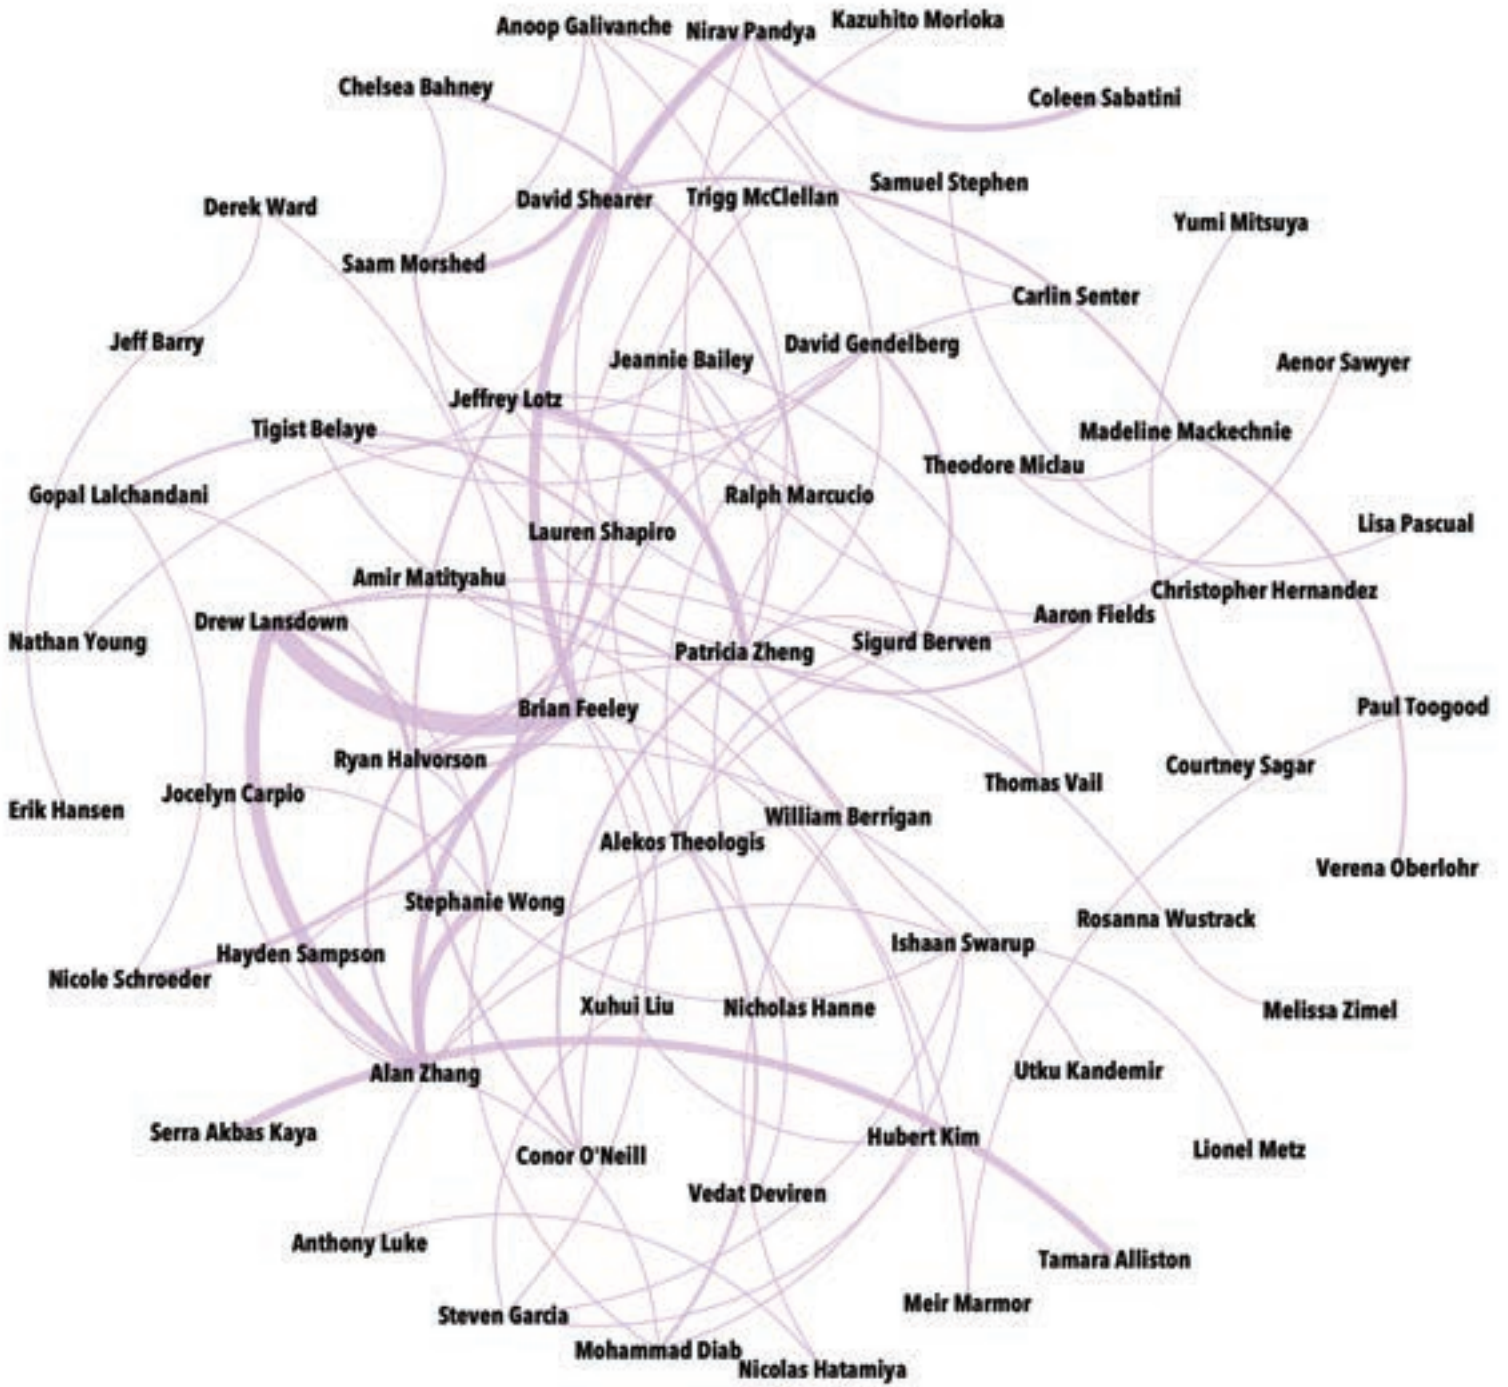 Kazuhito Morioka
Anoop Galivanche
Nirav Pandya
Chelsea Bahney
Coleen Sabatini
Samuel Stephen
David Shearer
Trigg McClellan
Derek Ward
Yumi Mitsuya
Saam Morshed
Carlin Senter
Jeff Barry
David Gendelberg
Jeannie Bailey
Aenor Sawyer
Jeffrey Lotz
Tigist Belaye
Madeline Mackechnie
Theodore Miclau
Gopal Lalchandani
Ralph Marcucio
Lisa Pascual
Lauren Shapiro
Amir Matityahu
Christopher Hernandez
Aaron Fields
Drew Lansdown
Nathan Young
Sigurd Berven
Patricia Zheng
Brian Feeley
Paul Toogood
Ryan Halvorson
Courtney Sagar
Thomas Vail
Jocelyn Carpio
Erik Hansen
William Berrigan
Alekos Theologis
Verena Oberlohr
Stephanie Wong
Rosanna Wustrack
Ishaan Swarup
Hayden Sampson
Nicole Schroeder
Xuhui Liu
Nicholas Hanne
Melissa Zimel
Utku Kandemir
Alan Zhang
Serra Akbas Kaya
Hubert Kim
Lionel Metz
Conor O'Neill
Vedat Deviren
Anthony Luke
Tamara Alliston
Meir Marmor
Steven Garcia
Mohammad Diab
Nicolas Hatamiya